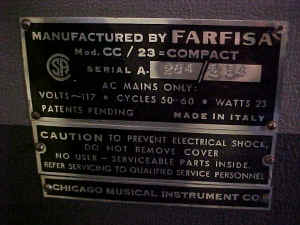 MANUFACTURED BY FARFISA
Mod. CC / 23 = COMPACT
SA
SERIAL A.
AC MAINS ONLY:
VOLTS-117 • CYCLES 50-60 • WATTS 23
PATENTS PENDING MADE IN ITALY
CAUTION TO PREVENT ELECTRICAL SHOCK,
DO NOT REMOVE COVER
NO USER - SERVICEABLE PARTS INSIDE.
REFER SERVICING TO QUALIFIED SERVICE PERSONNEL
CHICAGO MUSICAL INSTRUMENT CO.